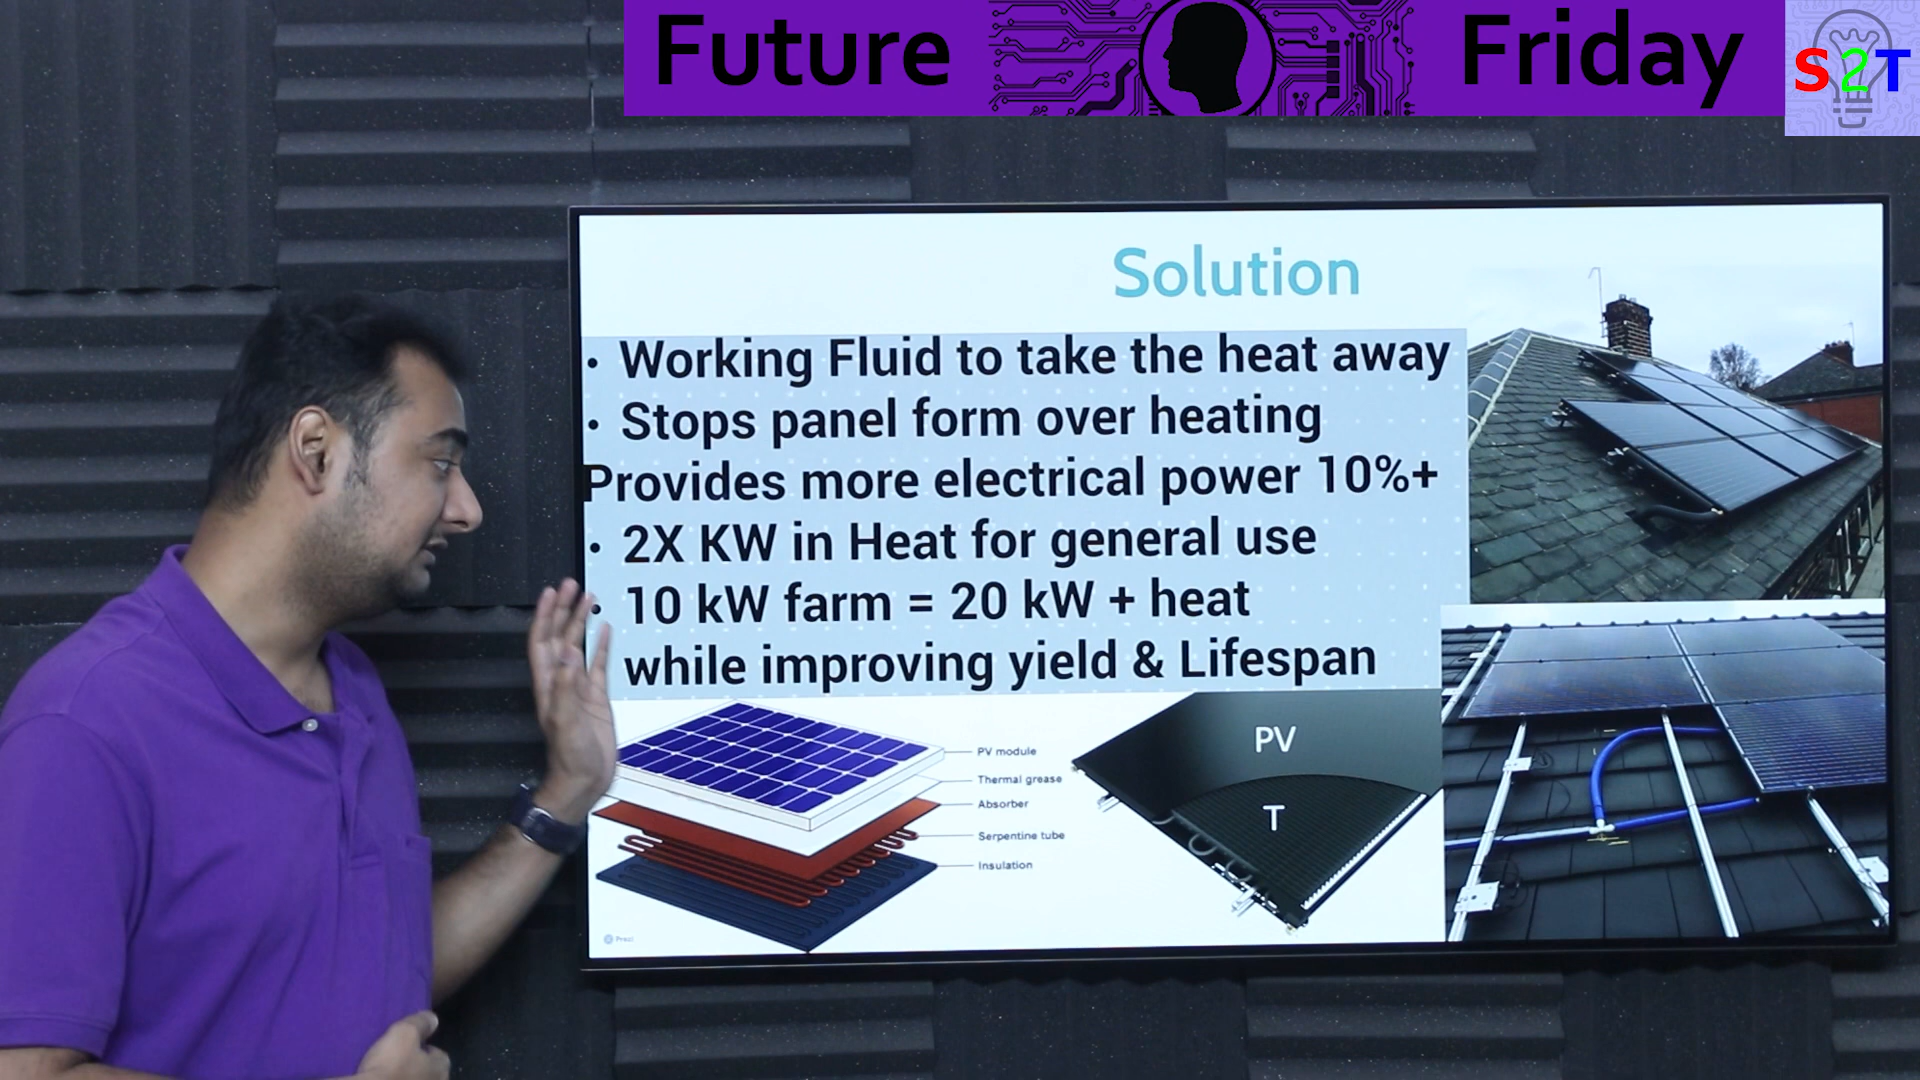 Future Friday
S2T
Solution
• Working Fluid to take the heat away
• Stops panel form over heating
Provides more electrical power 10%+
• 2X KW in Heat for general use
• 10 kW farm = 20 kW + heat
while improving yield & Lifespan
PV module
Thermal grease
Absorber
Serpentine tube
Insulation
PV
T
Prezi